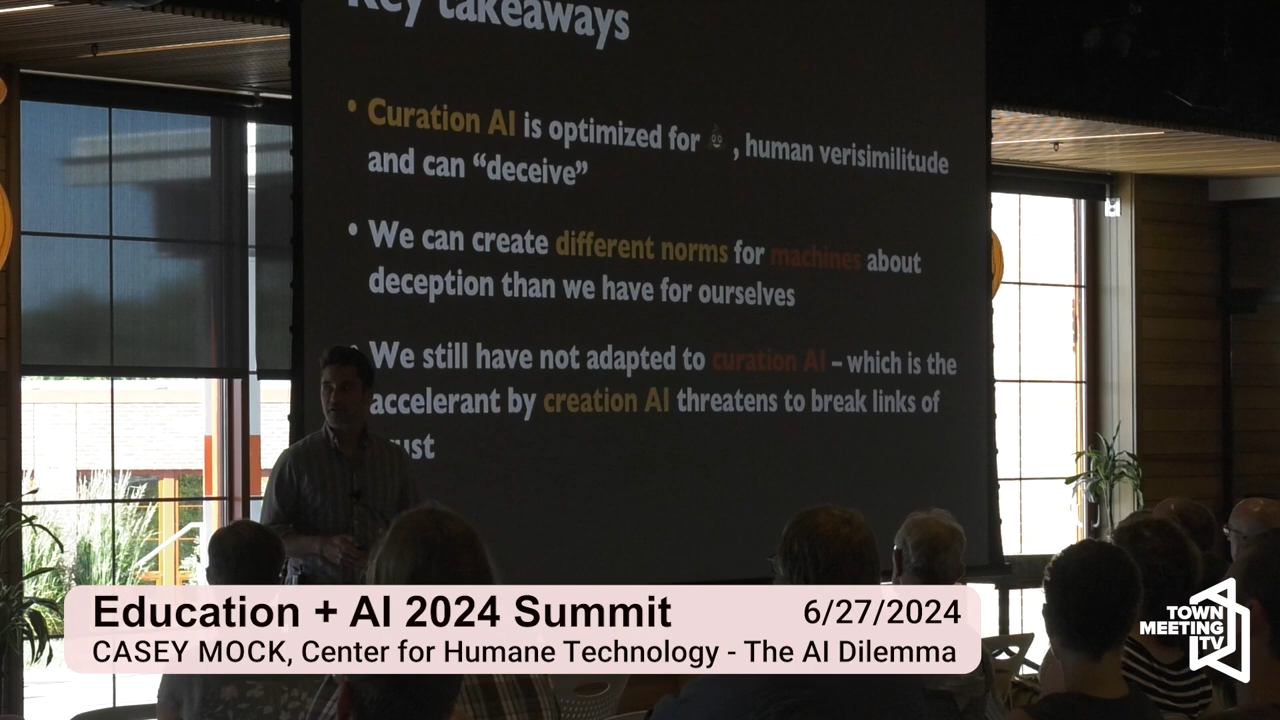 Key takeaways
• Curation AI is optimized for 💩, human verisimilitude
and can “deceive”
• We can create different norms for machines about
deception than we have for ourselves
We still have not adapted to curation AI – which is the
accelerant by creation AI threatens to break links of
Education + AI 2024 Summit 6/27/2024
CASEY MOCK, Center for Humane Technology - The AI Dilemma
TOWN
MEETING
TV